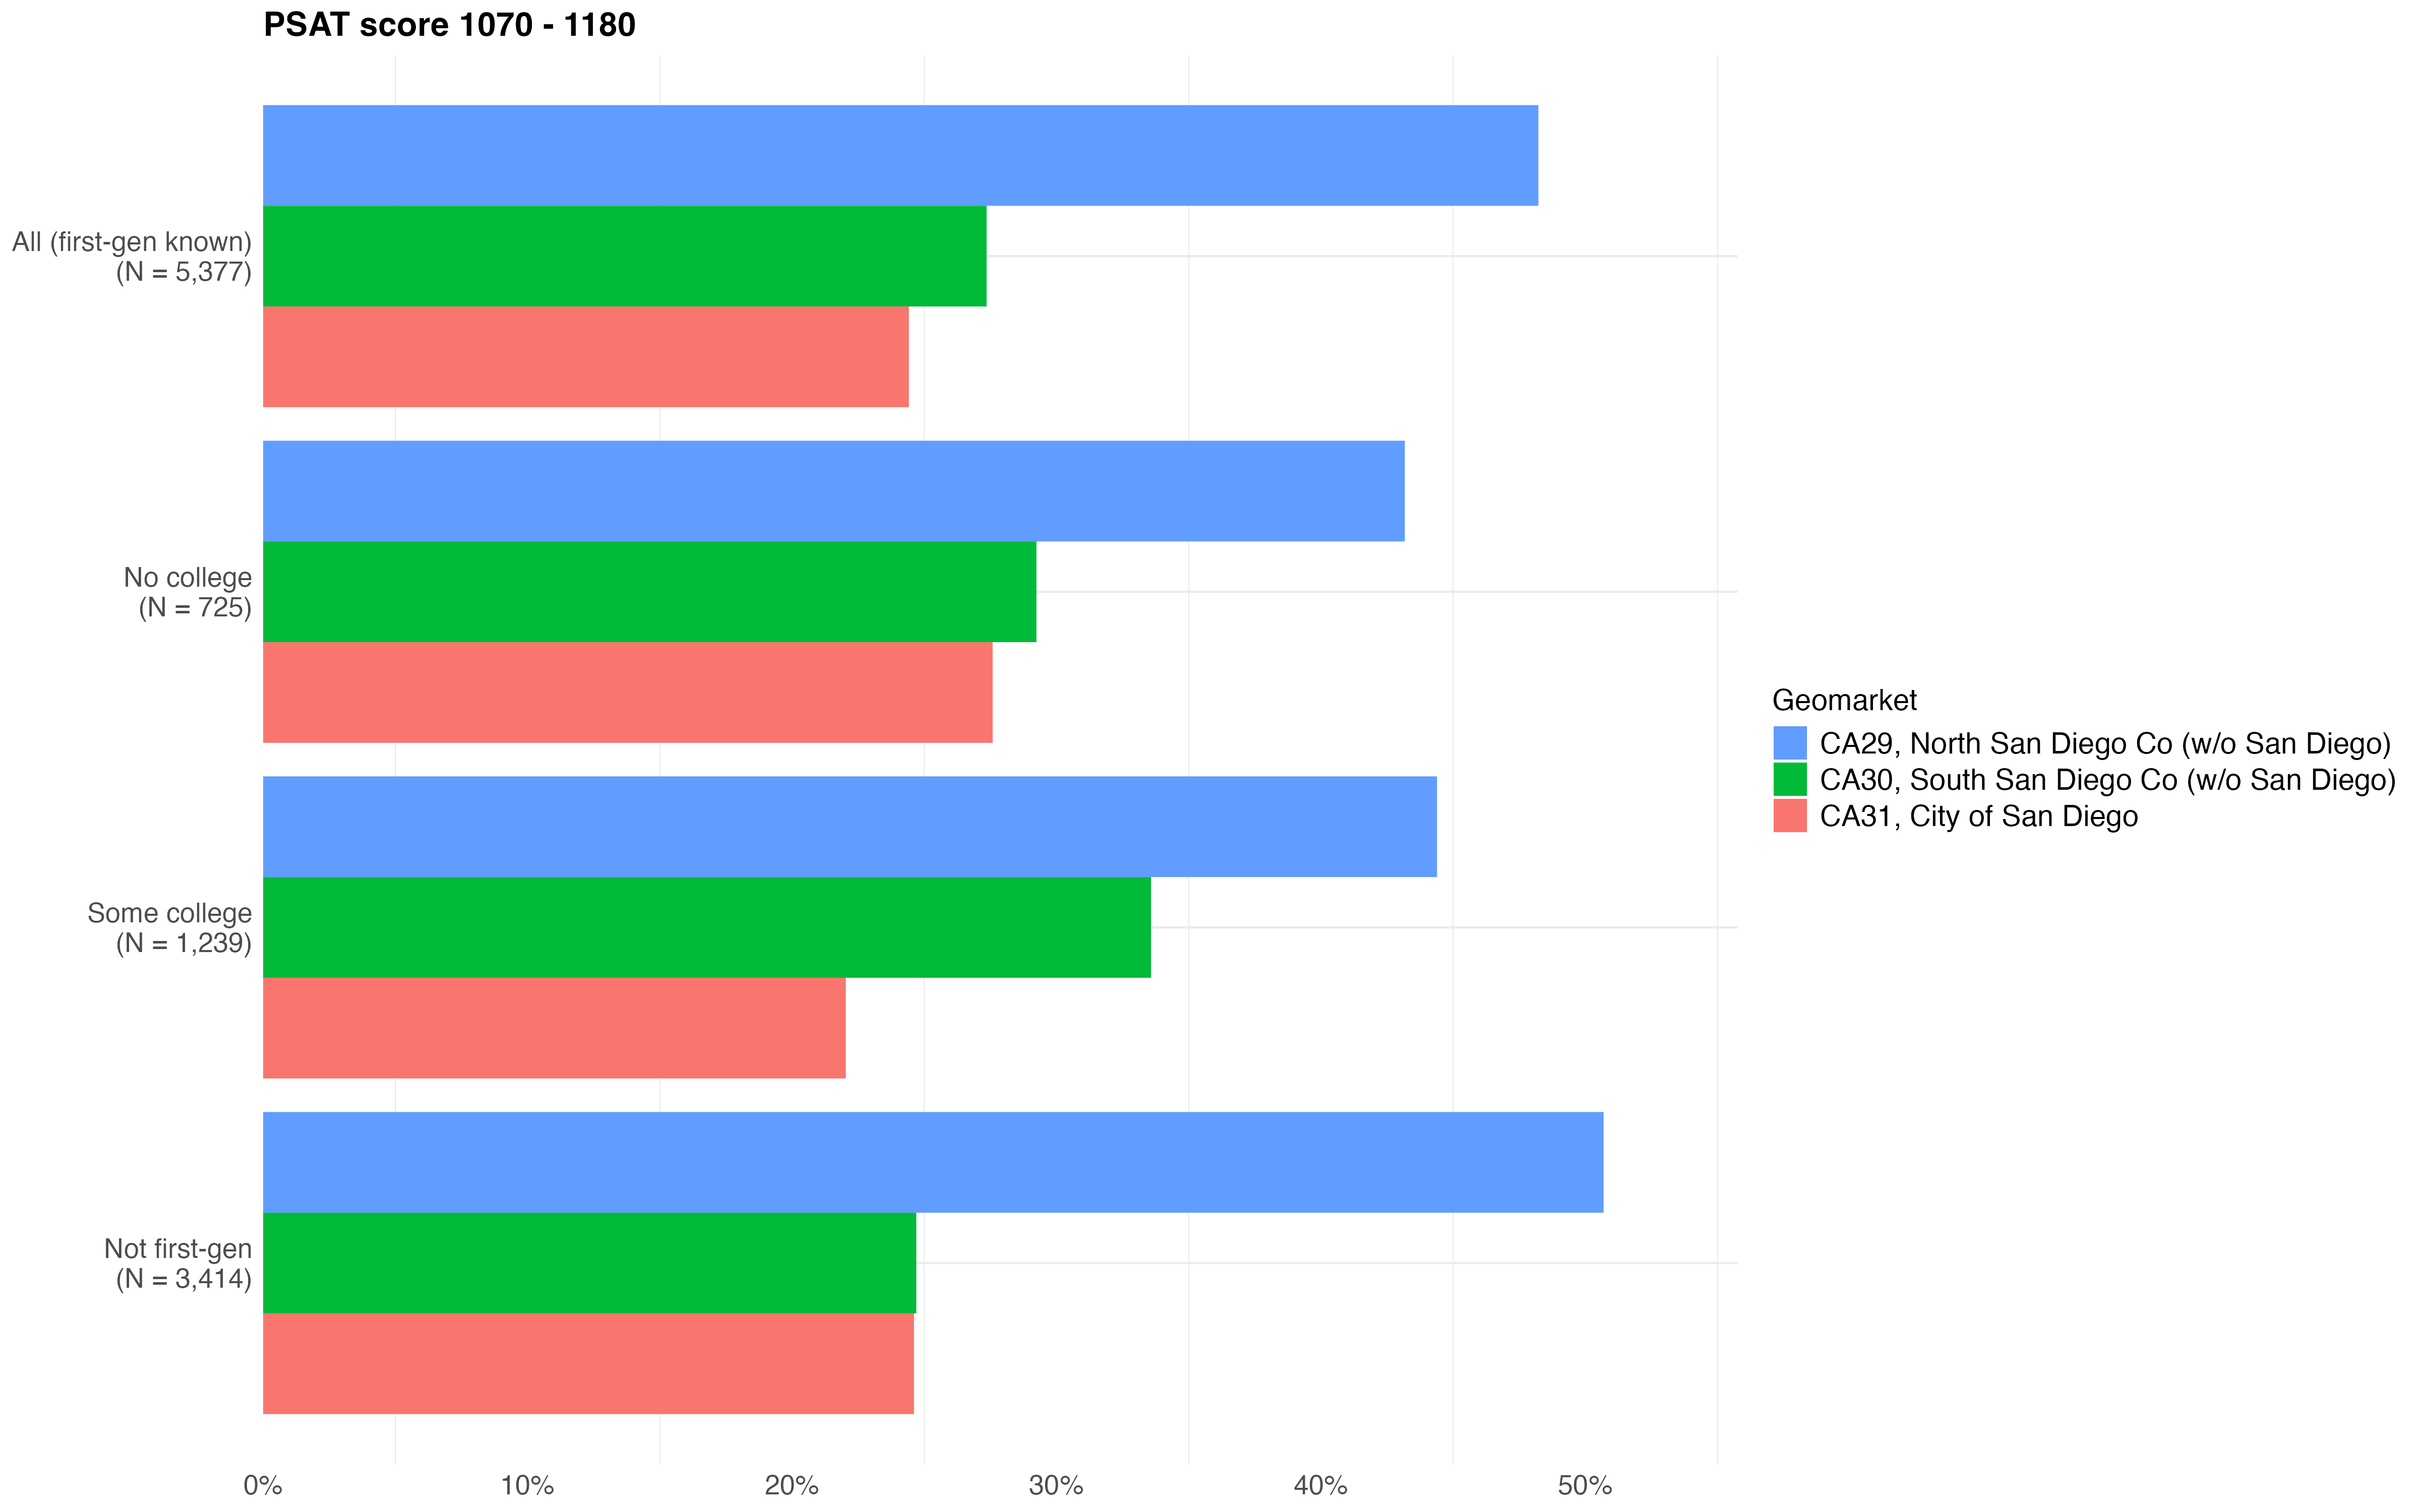 PSAT score 1070 - 1180
All (first-gen known)
(N = 5,377)
No college
(N = 725)
Some college
(N = 1,239)
Not first-gen
(N = 3,414)
0%
10%
20%
30%
40%
50%
Geomarket
CA29, North San Diego Co (w/o San Diego)
CA30, South San Diego Co (w/o San Diego)
CA31, City of San Diego